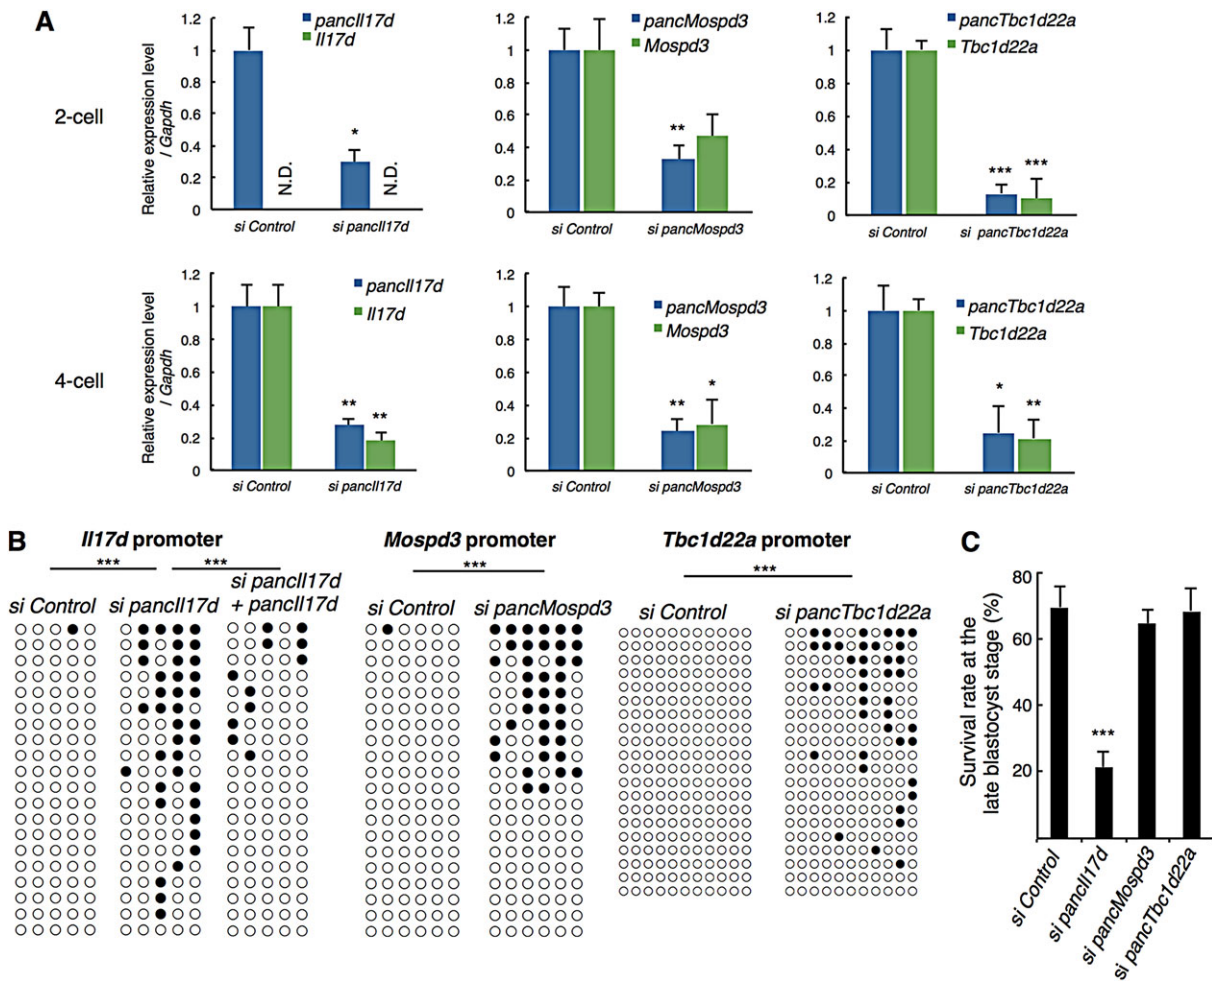 A
2-cell
Relative expression level
/ Gapdh
1.2
1
0.8
0.6
0.4
0.2
0
pancIl17d
Il17d
N.D.
*
N.D.
si Control
si pancIl17d
1.2
1
0.8
0.6
0.4
0.2
0
pancMospd3
Mospd3
**
si Control
si pancMospd3
1.2
1
0.8
0.6
0.4
0.2
0
pancTbc1d22a
Tbc1d22a
***
***
si Control
si pancTbc1d22a
4-cell
Relative expression level
/ Gapdh
1.2
1
0.8
0.6
0.4
0.2
0
pancIl17d
Il17d
**
**
si Control
si pancIl17d
1.2
1
0.8
0.6
0.4
0.2
0
pancMospd3
Mospd3
**
*
si Control
si pancMospd3
1.2
1
0.8
0.6
0.4
0.2
0
pancTbc1d22a
Tbc1d22a
*
**
si Control
si pancTbc1d22a
B
Il17d promoter
***
***
si Control
si pancIl17d
si pancIl17d
+ pancIl17d
Mospd3 promoter
***
si Control
si pancMospd3
Tbc1d22a promoter
***
si Control
si pancTbc1d22a
C
Survival rate at the
late blastocyst stage (%)
80
60
40
20
***
si Control
si pancIl17d
si pancMospd3
si pancTbc1d22a